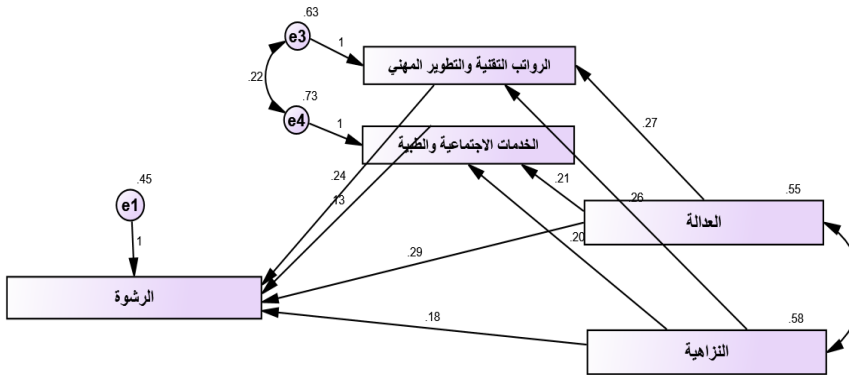 .63
e3
1
الرواتب التقنية والتطوير المهني
.22
.73
e4
1
الخدمات الاجتماعية والطبية
.27
.24
.13
.21
.26
.55
العدالة
.45
e1
1
.20
.29
الرشوة
.18
.58
النزاهية